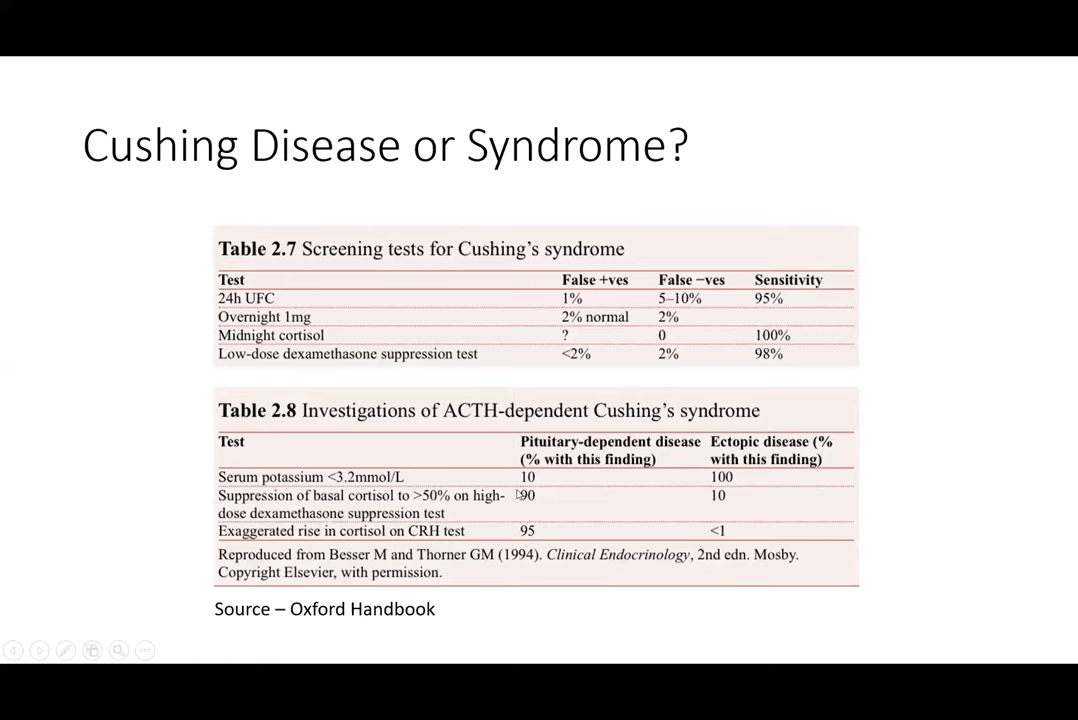 Cushing Disease or Syndrome?
Table 2.7 Screening tests for Cushing's syndrome
Test False +ves False −ves Sensitivity
24h UFC 1% 5–10% 95%
Overnight 1mg 2% normal 2%
Midnight cortisol ? 0 100%
Low-dose dexamethasone suppression test <2% 2% 98%
Table 2.8 Investigations of ACTH-dependent Cushing's syndrome
Test Pituitary-dependent disease Ectopic disease (%
(% with this finding) with this finding)
Serum potassium <3.2mmol/L 10 100
Suppression of basal cortisol to >50% on high- 90 10
dose dexamethasone suppression test
Exaggerated rise in cortisol on CRH test 95 <1
Reproduced from Besser M and Thorner GM (1994). Clinical Endocrinology, 2nd edn. Mosby.
Copyright Elsevier, with permission.
Source – Oxford Handbook